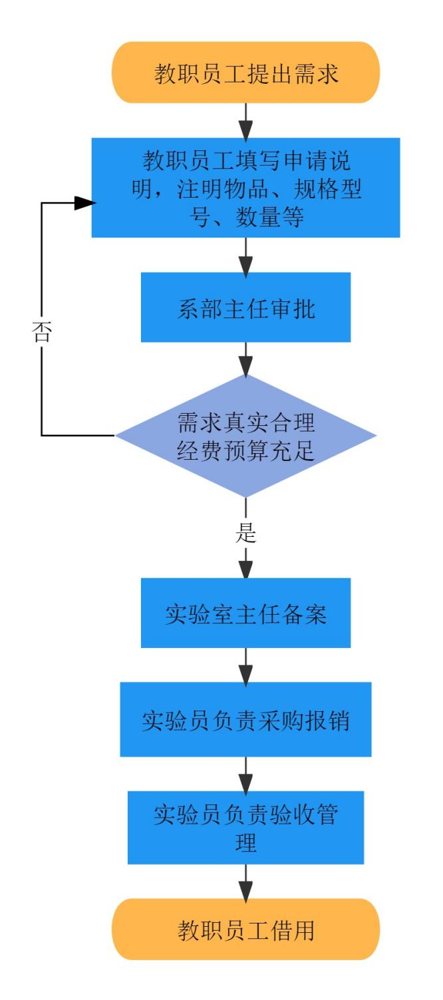 教职员工提出需求
教职员工填写申请说
明，注明物品、规格型
号、数量等
系部主任审批
否
需求真实合理
经费预算充足
是
实验室主任备案
实验员负责采购报销
实验员负责验收管
理
教职员工借用